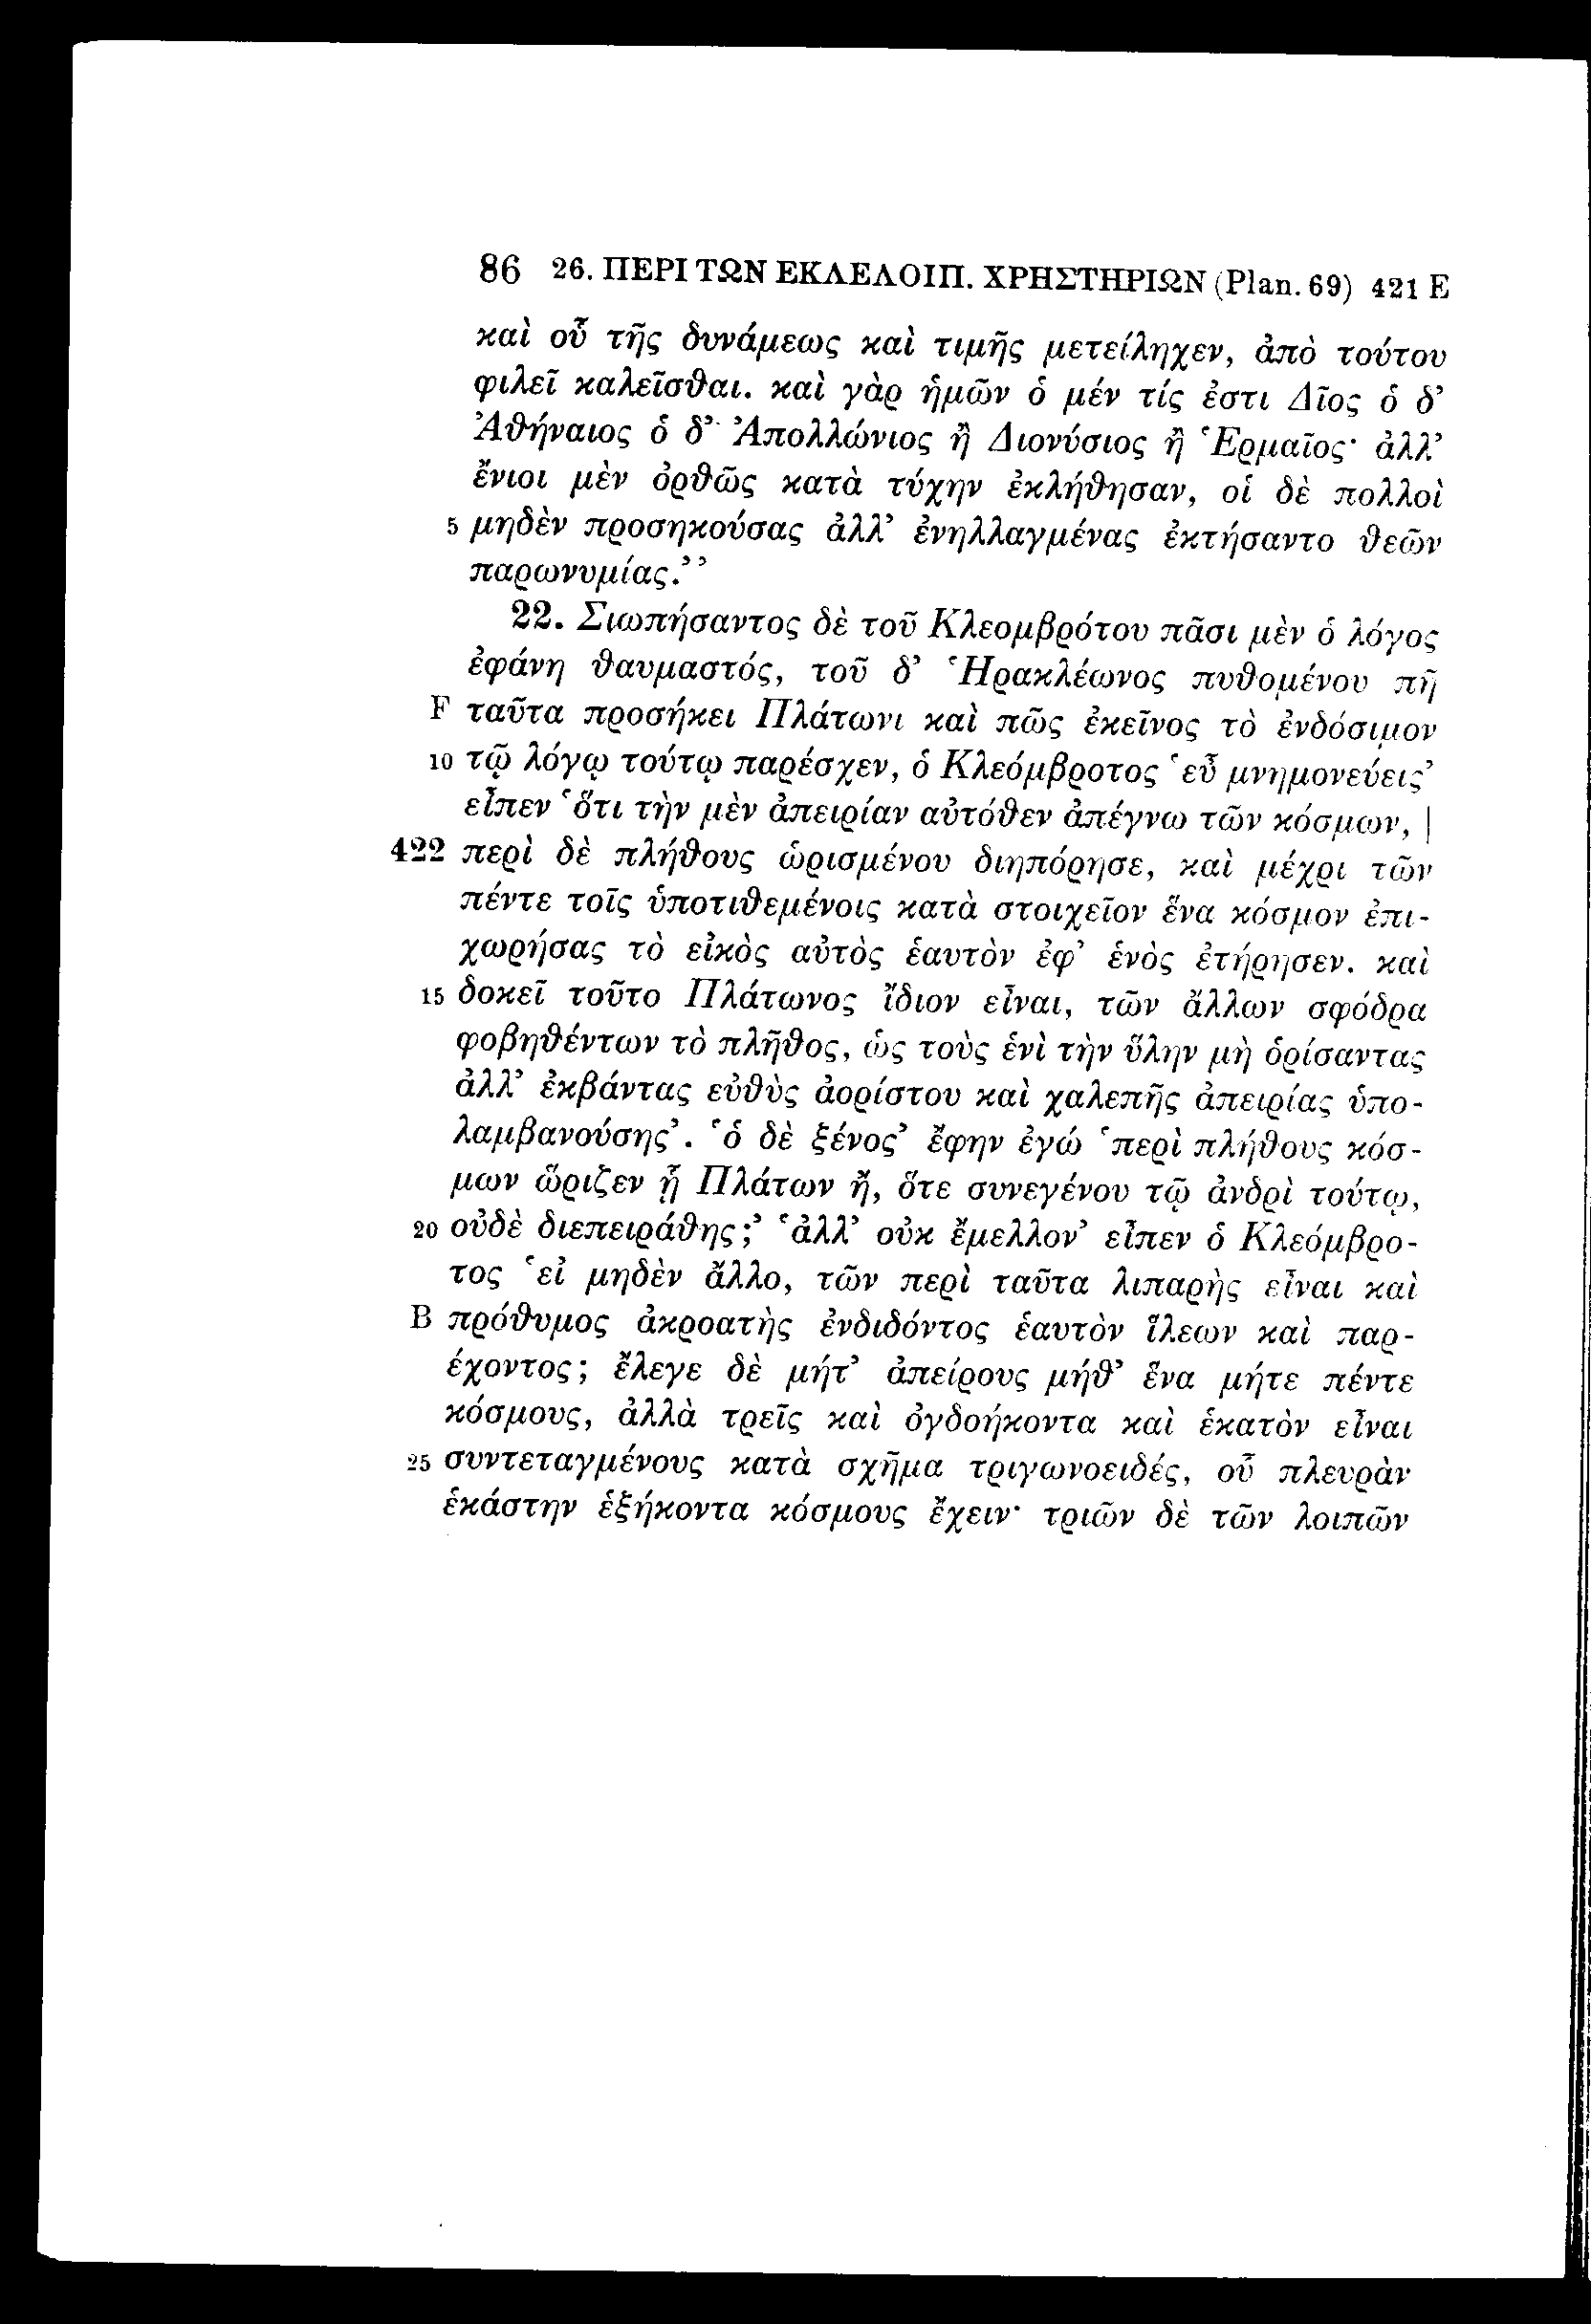 86 26. ΠΕΡΙ ΤΩΝ ΕΚΛΕΛΟΙΠ. ΧΡΗΣΤΗΡΙΩΝ (Plan. 69) 421 E
καὶ οὗ τῆς δυνάμεως καὶ τιμῆς μετείληχεν, ἀπὸ τούτου
φιλεῖ καλεῖσθαι. καὶ γὰρ ἡμῶν ὁ μέν τίς ἐστι Δῖος ὁ δ’
Ἀθήναιος ὁ δ’ Ἀπολλώνιος ἢ Διονύσιος ἢ Ἑρμαῖος· ἀλλ’
ἔνιοι μὲν ὀρθῶς κατὰ τύχην ἐκλήθησαν, οἱ δὲ πολλοὶ
5 μηδὲν προσηκούσας ἀλλ’ ἐνηλλαγμένας ἐκτήσαντο θεῶν
παρωνυμίας.’’
22. Σιωπήσαντος δὲ τοῦ Κλεομβρότου πᾶσι μὲν ὁ λόγος
ἐφάνη θαυμαστός, τοῦ δ’ Ἡρακλέωνος πυθομένου πῆ
F ταῦτα προσήκει Πλάτωνι καὶ πῶς ἐκεῖνος τὸ ἐνδόσιμον
10 τῷ λόγῳ τούτῳ παρέσχεν, ὁ Κλεόμβροτος ‘εὖ μνημονεύεις’
εἶπεν ‘ὅτι τὴν μὲν ἀπειρίαν αὐτόθεν ἀπέγνω τῶν κόσμων, |
422 περὶ δὲ πλήθους ὡρισμένου διηπόρησε, καὶ μέχρι τῶν
πέντε τοῖς ὑποτιθεμένοις κατὰ στοιχεῖον ἕνα κόσμον ἐπι-
χωρήσας τὸ εἰκὸς αὐτὸς ἑαυτὸν ἐφ’ ἑνὸς ἐτήρησεν. καὶ
15 δοκεῖ τοῦτο Πλάτωνος ἴδιον εἶναι, τῶν ἄλλων σφόδρα
φοβηθέντων τὸ πλῆθος, ὡς τοὺς ἑνὶ τὴν ὕλην μὴ ὁρίσαντας
ἀλλ’ ἐκβάντας εὐθὺς ἀορίστου καὶ χαλεπῆς ἀπειρίας ὑπο-
λαμβανούσης’. ‘ὁ δὲ ξένος’ ἔφην ἐγώ ‘περὶ πλήθους κόσ-
μων ὥριζεν ᾗ Πλάτων ἤ, ὅτε συνεγένου τῷ ἀνδρὶ τούτῳ,
20 οὐδὲ διεπειράθης;’ ‘ἀλλ’ οὐκ ἔμελλον’ εἶπεν ὁ Κλεόμβρο-
τος ‘εἰ μηδὲν ἄλλο, τῶν περὶ ταῦτα λιπαρὴς εἶναι καὶ
B πρόθυμος ἀκροατὴς ἐνδιδόντος ἑαυτὸν ἵλεων καὶ παρ-
έχοντος; ἔλεγε δὲ μήτ’ ἀπείρους μήθ’ ἕνα μήτε πέντε
κόσμους, ἀλλὰ τρεῖς καὶ ὀγδοήκοντα καὶ ἑκατὸν εἶναι
25 συντεταγμένους κατὰ σχῆμα τριγωνοειδές, οὗ πλευρὰν
ἑκάστην ἑξήκοντα κόσμους ἔχειν· τριῶν δὲ τῶν λοιπῶν